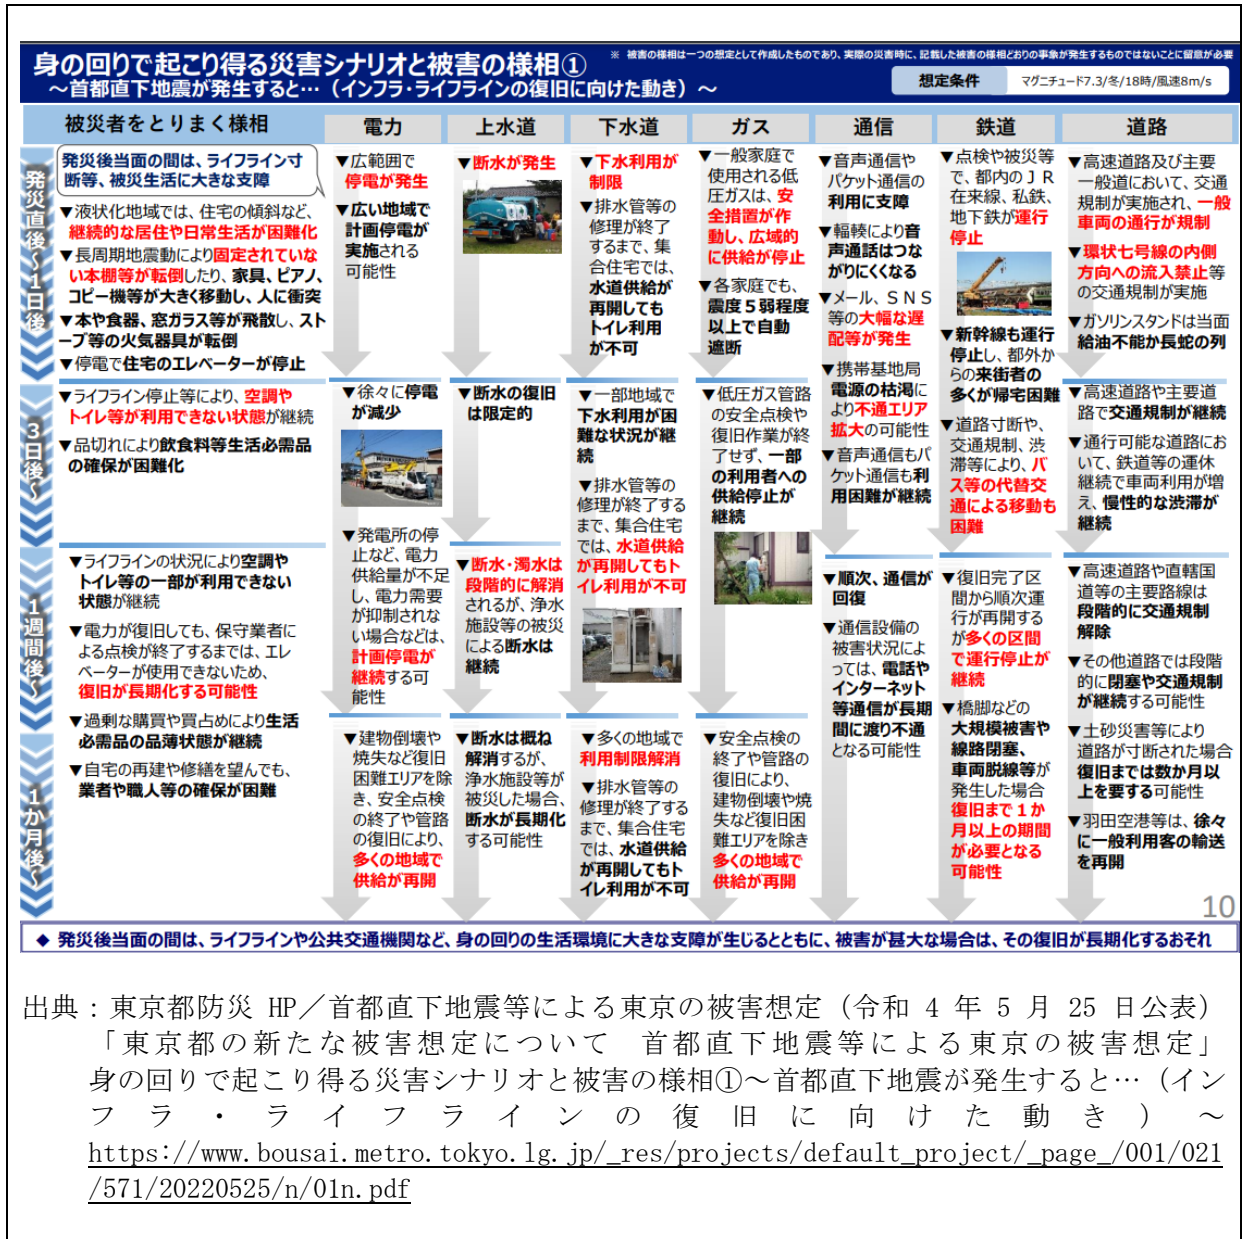 身の回りで起こり得る災害シナリオと被害の様相①
※ 被害の様相は一つの想定として作成したものであり、実際の災害時に、記載した被害の様相どおりの事象が発生するものではないことに留意が必要
～首都直下地震が発生すると…（インフラ・ライフラインの復旧に向けた動き）～
想定条件
マグニチュード7.3/冬/18時/風速8m/s
被災者をとりまく様相
電力
上水道
下水道
ガス
通信
鉄道
道路
発災直後～1日後
発災後当面の間は、ライフライン寸
断等、被災生活に大きな支障
▼液状化地域では、住宅の傾斜など、
継続的な居住や日常生活が困難化
▼長周期地震動により固定されていな
い本棚等が転倒したり、家具、ピアノ、
コピー機等が大きく移動し、人に衝突
▼本や食器、窓ガラス等が飛散し、スト
ーブ等の火気器具が転倒
▼停電で住宅のエレベーターが停止
▼広範囲で
停電が発生
▼広い地域で
計画停電が
実施される
可能性
▼断水が発生
▼下水利用が
制限
▼排水管等の
修理が終了
するまで、集
合住宅では、
水道供給が
再開しても
トイレ利用
が不可
▼一般家庭で
使用される低
圧ガスは、安
全措置が作
動し、広域的
に供給が停止
▼各家庭でも、
震度５弱程度
以上で自動
遮断
▼音声通信や
パケット通信の
利用に支障
▼輻輳により音
声通話はつな
がりにくくなる
▼メール、ＳＮＳ
等の大幅な遅
配等が発生
▼携帯基地局
電源の枯渇に
より不通エリア
拡大の可能性
▼音声通信もパ
ケット通信も利
用困難が継続
▼点検や被災等
で、都内のＪＲ
在来線、私鉄、
地下鉄が運行
停止
▼新幹線も運行
停止し、都外か
らの来街者の
多くが帰宅困難
▼道路寸断や、
交通規制、渋
滞等により、バ
ス等の代替交
通による移動も
困難
▼高速道路及び主要
一般道において、交通
規制が実施され、一般
車両の通行が規制
▼環状七号線の内側
方向への流入禁止等
の交通規制が実施
▼ガソリンスタンドは当面
給油不能か長蛇の列
3日後～
▼ライフライン停止等により、空調や
トイレ等が利用できない状態が継続
▼品切れにより飲食料等生活必需品
の確保が困難化
▼徐々に停電
が減少
▼発電所の停
止など、電力
供給量が不足
し、電力需要
が抑制されな
い場合などは、
計画停電が
継続する可
能性
▼断水の復旧
は限定的
▼一部地域で
下水利用が困
難な状況が継
続
▼排水管等の
修理が終了する
まで、集合住宅
では、水道供給
が再開してもト
イレ利用が不可
▼低圧ガス管路
の安全点検や
復旧作業が終
了せず、一部
の利用者への
供給停止が
継続
▼高速道路や主要道
路で交通規制が継続
▼通行可能な道路にお
いて、鉄道等の運休
継続で車両利用が増
え、慢性的な渋滞が
継続
1週間後～
▼ライフラインの状況により空調や
トイレ等の一部が利用できない
状態が継続
▼電力が復旧しても、保守業者に
よる点検が終了するまでは、エレ
ベーターが使用できないため、
復旧が長期化する可能性
▼過剰な購買や買占めにより生活
必需品の品薄状態が継続
▼自宅の再建や修繕を望んでも、
業者や職人等の確保が困難
▼断水・濁水は
段階的に解消
されるが、浄水
施設等の被災
による断水は
継続
▼順次、通信が
回復
▼通信設備の
被害状況によ
っては、電話や
インターネット
等通信が長期
間に渡り不通
となる可能性
▼復旧完了区
間から順次運
行が再開する
が多くの区間
で運行停止が
継続
▼橋脚などの
大規模被害や
線路閉塞、
車両脱線等が
発生した場合
復旧まで１か
月以上の期間
が必要となる
可能性
▼高速道路や直轄国
道等の主要路線は
段階的に交通規制
解除
▼その他道路では段階
的に閉塞や交通規制
が継続する可能性
▼土砂災害等により
道路が寸断された場合
復旧までは数か月以
上を要する可能性
▼羽田空港等は、徐々
に一般利用客の輸送
を再開
1か月後～
▼建物倒壊や
焼失など復旧
困難エリアを除
き、安全点検
の終了や管路
の復旧により、
多くの地域で
供給が再開
▼断水は概ね
解消するが、
浄水施設等が
被災した場合、
断水が長期化
する可能性
▼多くの地域で
利用制限解消
▼排水管等の
修理が終了する
まで、集合住宅
では、水道供給
が再開してもト
イレ利用が不可
▼安全点検の
終了や管路の
復旧により、
建物倒壊や焼
失など復旧困
難エリアを除き
多くの地域で
供給が再開
10
◆ 発災後当面の間は、ライフラインや公共交通機関など、身の回りの生活環境に大きな支障が生じるとともに、被害が甚大な場合は、その復旧が長期化するおそれ
出典：東京都防災 HP／首都直下地震等による東京の被害想定（令和 4 年 5 月 25 日公表）
「東京都の新たな被害想定について　首都直下地震等による東京の被害想定」
身の回りで起こり得る災害シナリオと被害の様相①～首都直下地震が発生すると…（イン
フラ・ライフラインの復旧に向けた動き）～
https://www.bousai.metro.tokyo.lg.jp/_res/projects/default_project/_page_/001/021
/571/20220525/n/01n.pdf